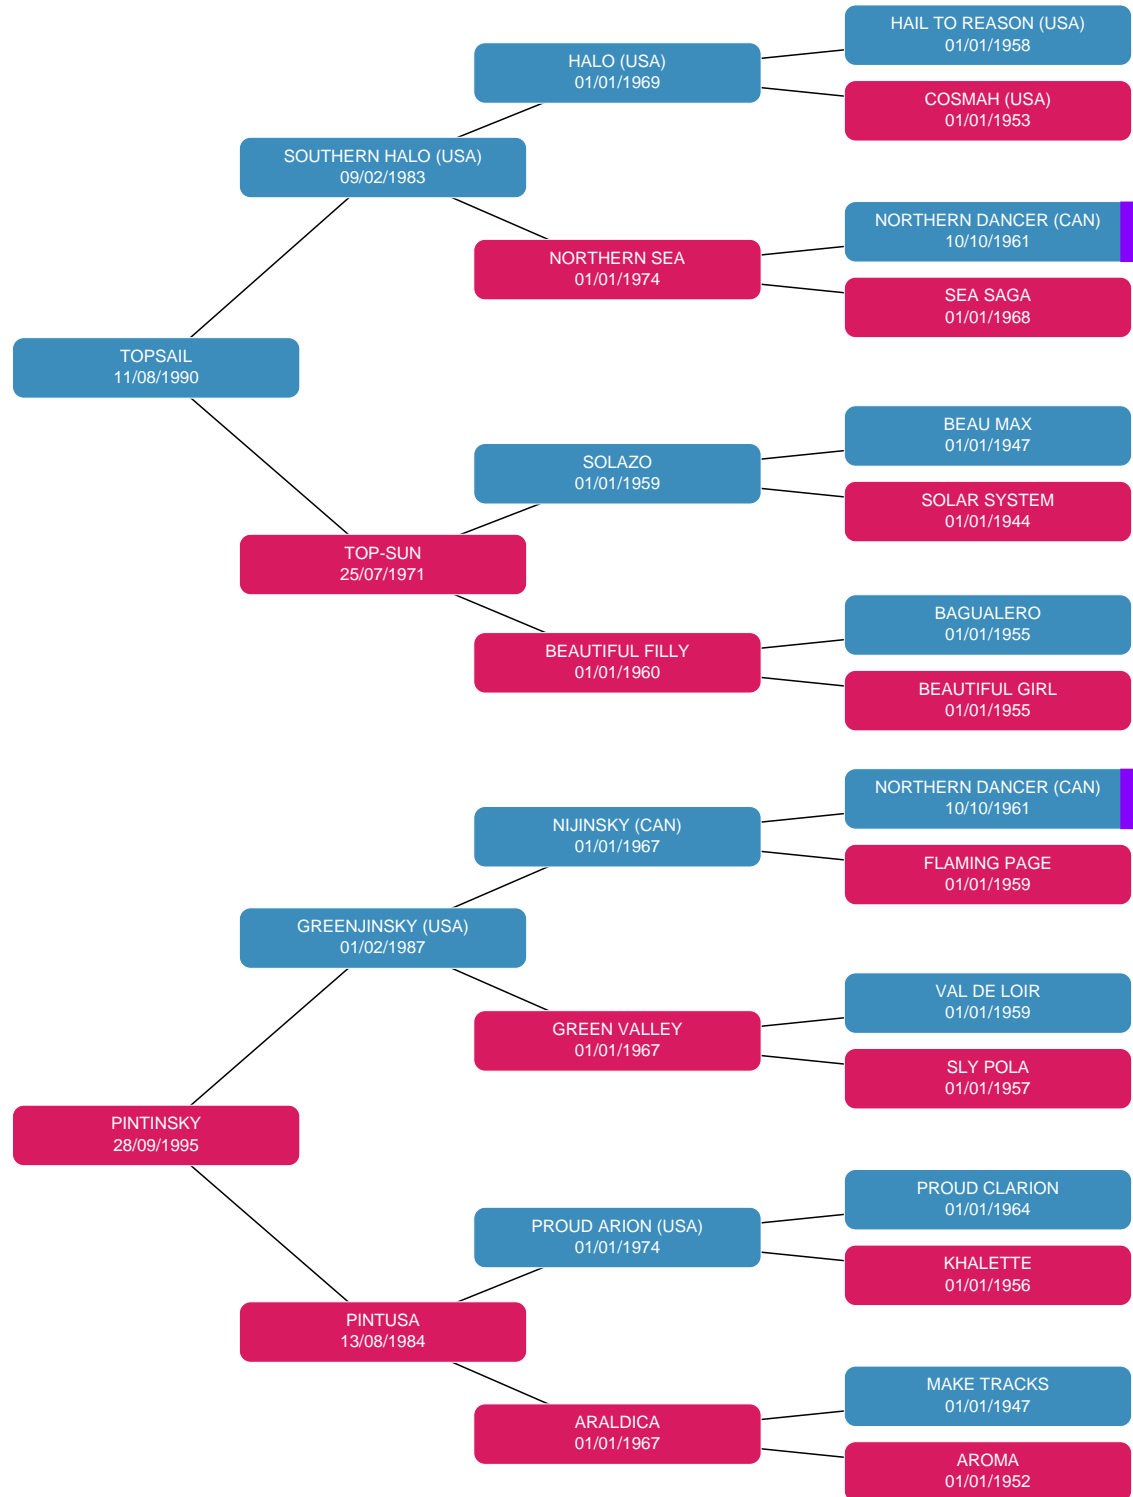 HAIL TO REASON (USA)
01/01/1958
HALO (USA)
01/01/1969
COSMAH (USA)
01/01/1953
SOUTHERN HALO (USA)
09/02/1983
NORTHERN DANCER (CAN)
10/10/1961
NORTHERN SEA
01/01/1974
SEA SAGA
01/01/1968
TOPSAIL
11/08/1990
BEAU MAX
01/01/1947
SOLAZO
01/01/1959
SOLAR SYSTEM
01/01/1944
TOP-SUN
25/07/1971
BAGUALERO
01/01/1955
BEAUTIFUL FILLY
01/01/1960
BEAUTIFUL GIRL
01/01/1955
NORTHERN DANCER (CAN)
10/10/1961
NIJINSKY (CAN)
01/01/1967
FLAMING PAGE
01/01/1959
GREENJINSKY (USA)
01/02/1987
VAL DE LOIR
01/01/1959
GREEN VALLEY
01/01/1967
SLY POLA
01/01/1957
PINTINSKY
28/09/1995
PROUD CLARION
01/01/1964
PROUD ARION (USA)
01/01/1974
KHALETTE
01/01/1956
PINTUSA
13/08/1984
MAKE TRACKS
01/01/1947
ARALDICA
01/01/1967
AROMA
01/01/1952